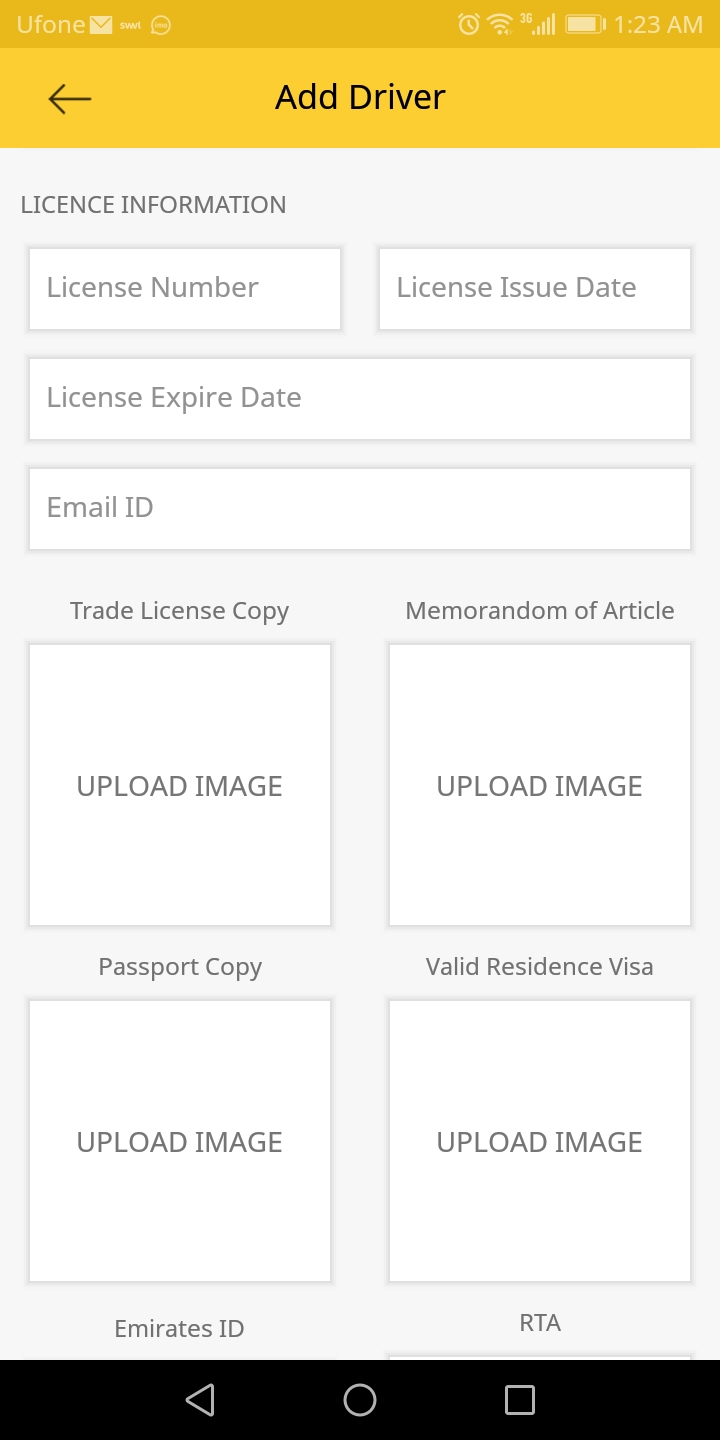 Ufone swvl imo 3G 1:23 AM
Add Driver
LICENCE INFORMATION
License Number License Issue Date
License Expire Date
Email ID
Trade License Copy Memorandom of Article
UPLOAD IMAGE UPLOAD IMAGE
Passport Copy Valid Residence Visa
UPLOAD IMAGE UPLOAD IMAGE
Emirates ID RTA